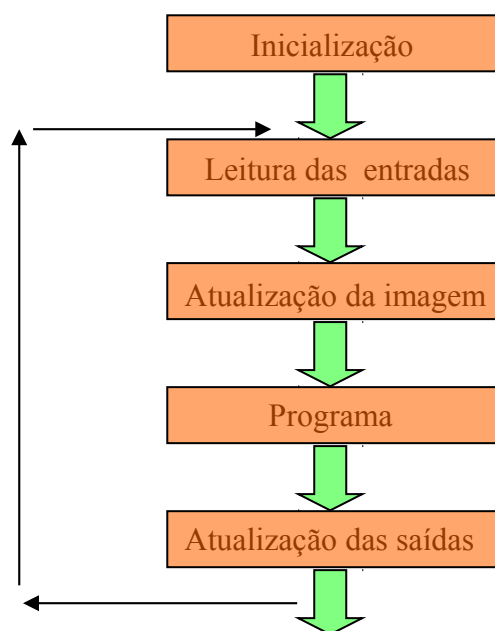 Inicialização
Leitura das entradas
Atualização da imagem
Programa
Atualização das saídas